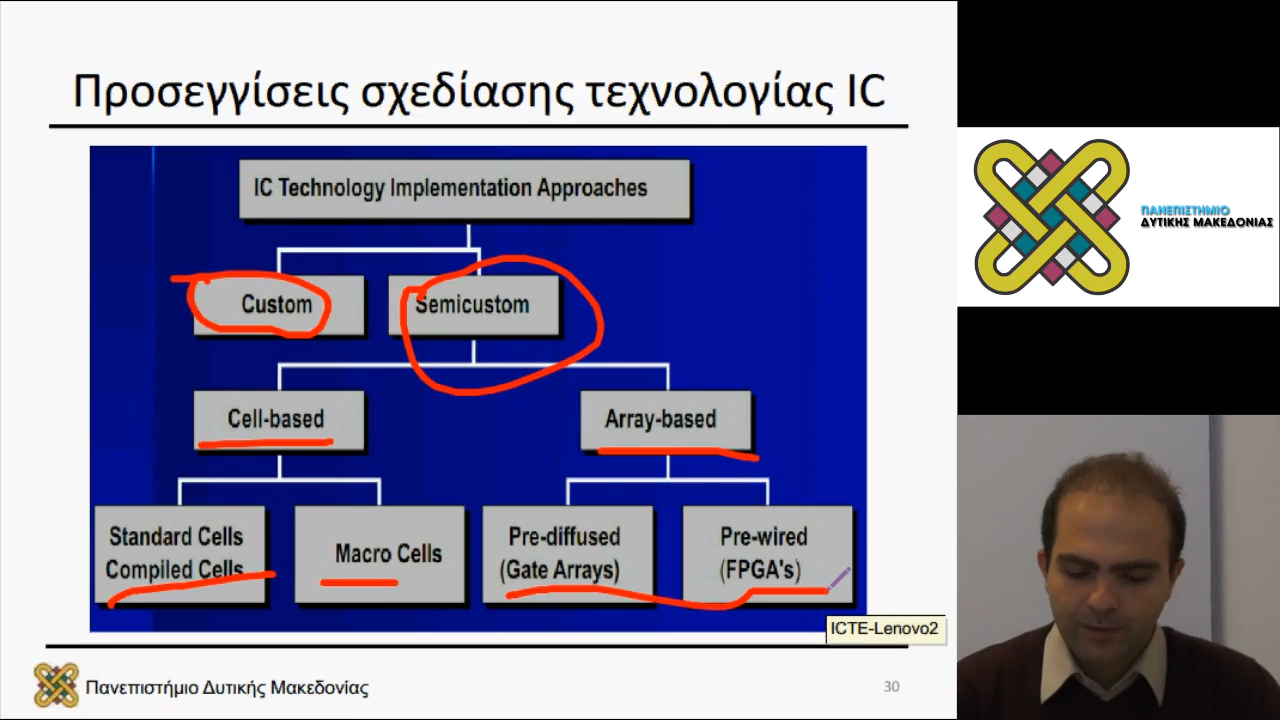 Προσεγγίσεις σχεδίασης τεχνολογίας IC
IC Technology Implementation Approaches
Custom
Semicustom
Cell-based
Array-based
Standard Cells
Compiled Cells
Macro Cells
Pre-diffused
(Gate Arrays)
Pre-wired
(FPGA's)
ICTE-Lenovo2
Πανεπιστήμιο Δυτικής Μακεδονίας
30
ΠΑΝΕΠΙΣΤΗΜΙΟ
ΔΥΤΙΚΗΣ ΜΑΚΕΔΟΝΙΑΣ